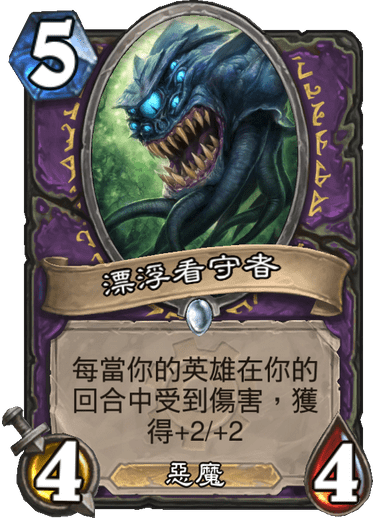 5
漂浮看守者
每當你的英雄在你的
回合中受到傷害,獲
得+2/+2
4
惡魔
4